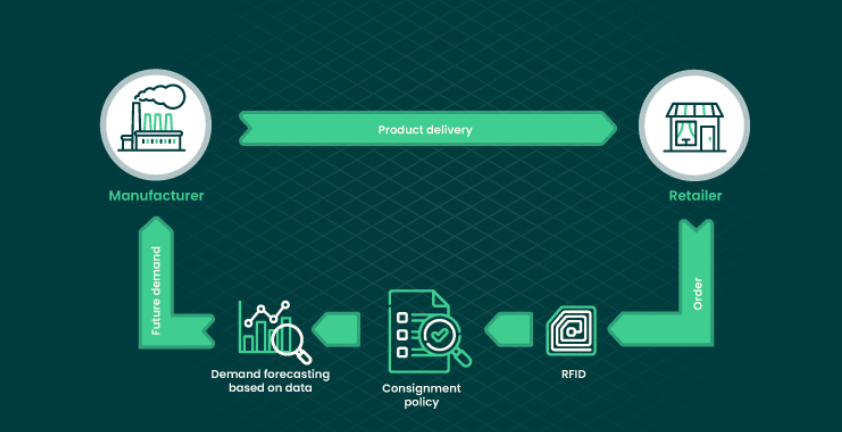 Product delivery
Manufacturer
Retailer
Future demand
Order
Demand forecasting
based on data
Consignment
policy
RFID